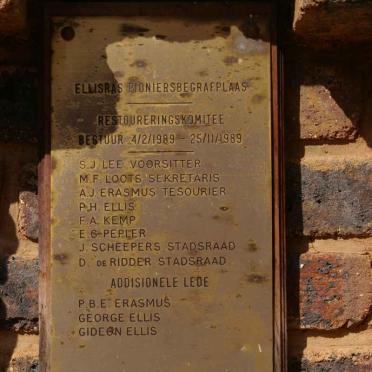 ELLISRAS PIONIERSBEGRAFPLAAS
RESTOURERINGSKOMITEE
BESTUUR 4/2/1989 - 25/11/1989
S.J. LEE VOORSITTER
M.F. LOOTS SEKRETARIS
A.J. ERASMUS TESOURIER
P.H. ELLIS
F.A. KEMP
E.C. PEPLER
J. SCHEEPERS, STADSRAAD
D. DE RIDDER STADSRAAD
ADDISIONELE LEDE
P.B.E. ERASMUS
GEORGE ELLIS
GIDEON ELLIS